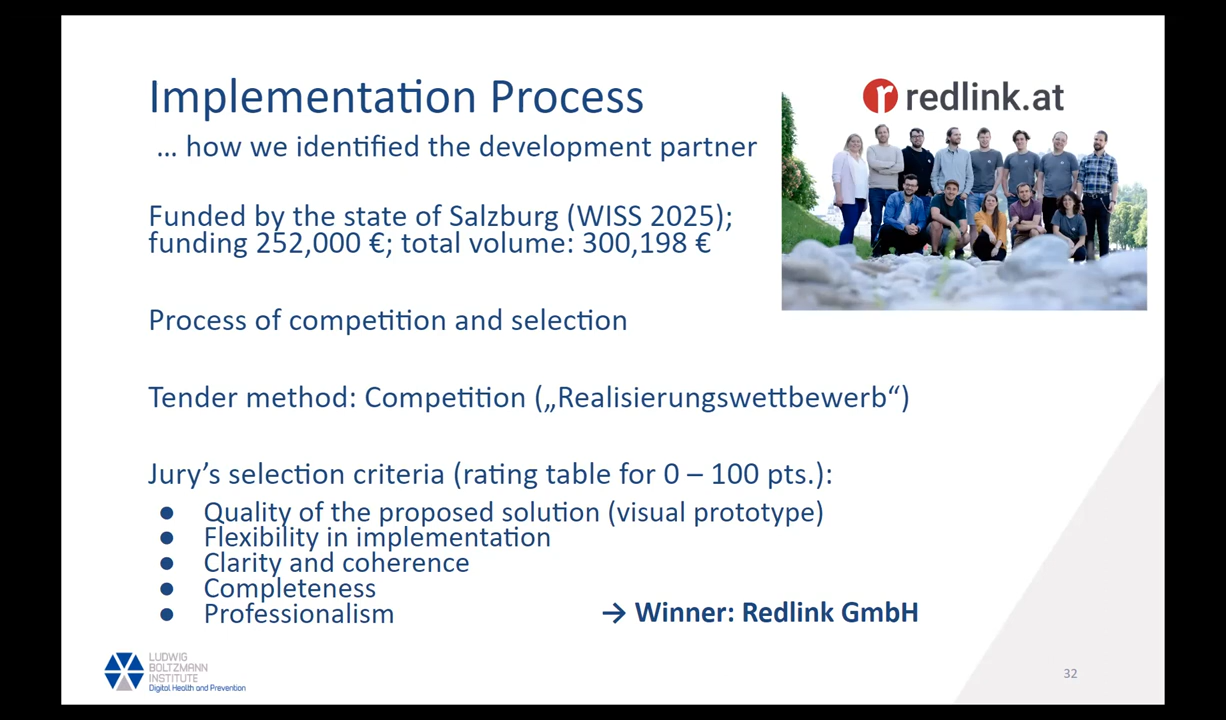 Implementation Process
redlink.at
… how we identified the development partner
Funded by the state of Salzburg (WISS 2025);
funding 252,000 €; total volume: 300,198 €
Process of competition and selection
Tender method: Competition („Realisierungswettbewerb“)
Jury’s selection criteria (rating table for 0 – 100 pts.):
● Quality of the proposed solution (visual prototype)
● Flexibility in implementation
● Clarity and coherence
● Completeness
● Professionalism
→ Winner: Redlink GmbH
LUDWIG
BOLTZMANN
INSTITUTE
Digital Health and Prevention
32